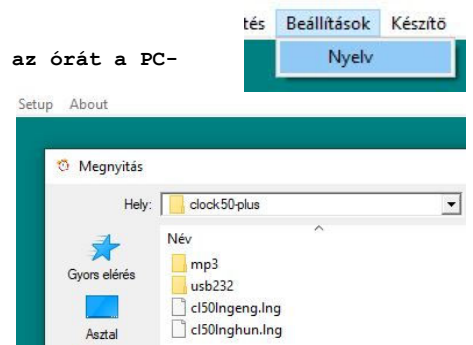 tés Beállítások Készítő
Nyelv
az órát a PC-
Setup About
Megnyitás
Hely: clock50-plus
Név
mp3
usb232
cl50lngeng.lng
cl50lnghun.lng
Gyors elérés
Asztal